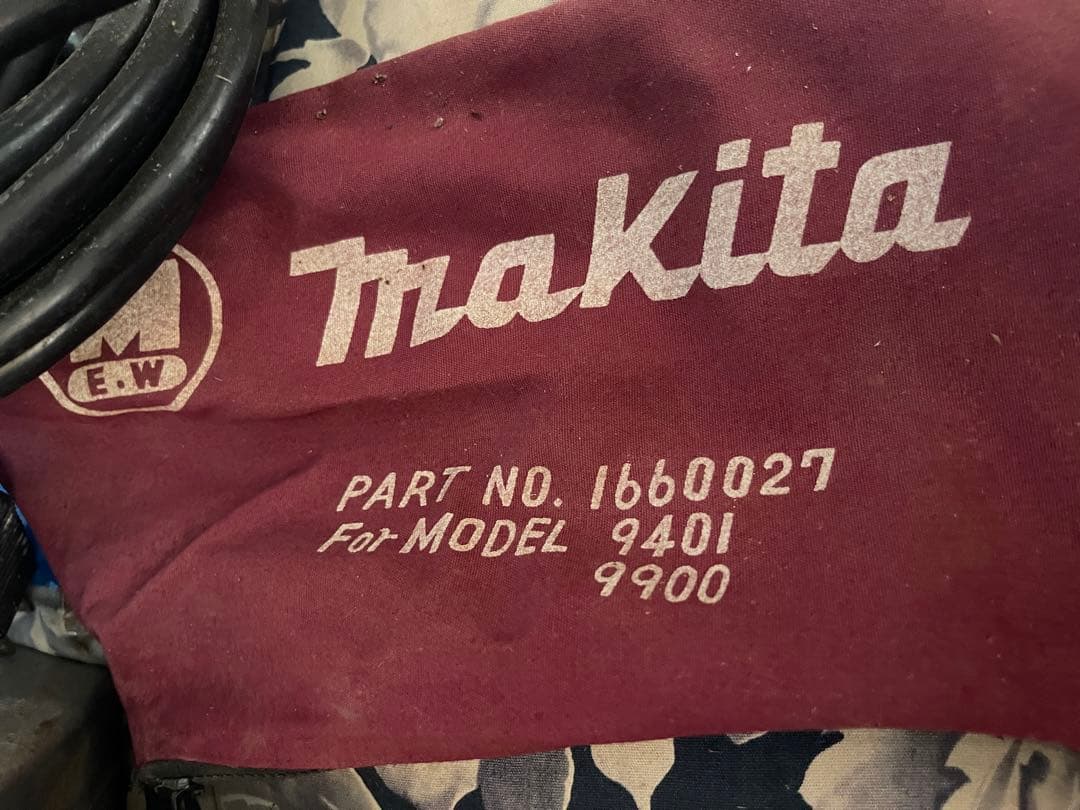 M
E.W
makita
PART NO. 1660027
For MODEL 9401
9900